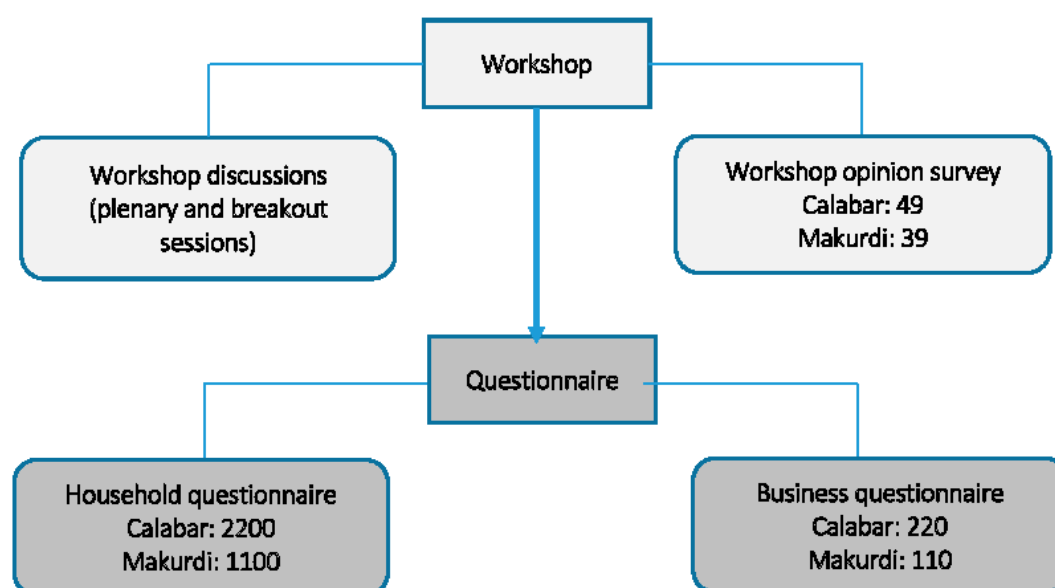 Workshop
Workshop discussions
(plenary and breakout
sessions)
Workshop opinion survey
Calabar: 49
Makurdi: 39
Questionnaire
Household questionnaire
Calabar: 2200
Makurdi: 1100
Business questionnaire
Calabar: 220
Makurdi: 110